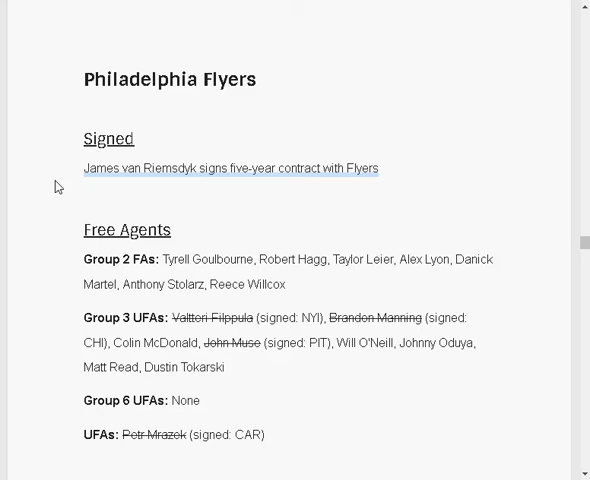 Philadelphia Flyers
Signed
James van Riemsdyk signs five-year contract with Flyers
Free Agents
Group 2 FAs: Tyrell Goulbourne, Robert Hagg, Taylor Leier, Alex Lyon, Danick
Martel, Anthony Stolarz, Reece Willcox
Group 3 UFAs: Valtteri Filppula (signed: NYI), Brandon Manning (signed:
CHI), Colin McDonald, John Muse (signed: PIT), Will O'Neill, Johnny Oduya,
Matt Read, Dustin Tokarski
Group 6 UFAs: None
UFAs: Petr Mrazek (signed: CAR)